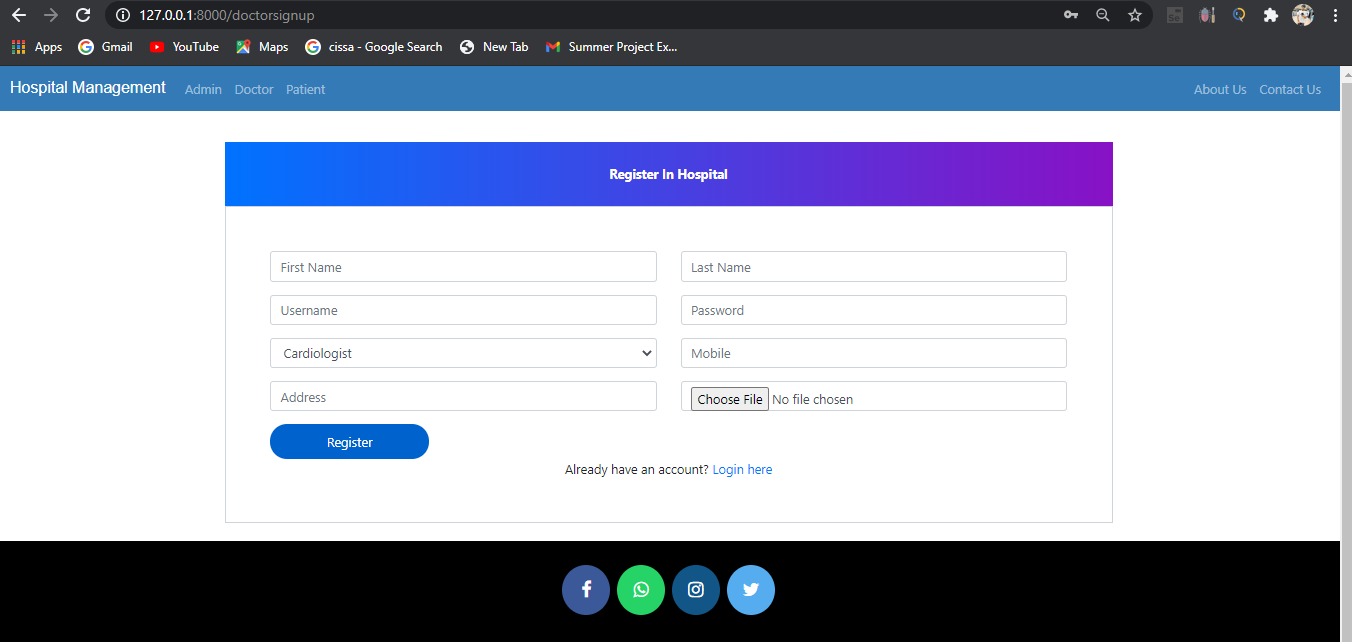 127.0.0.1:8000/doctorsignup
Apps Gmail YouTube Maps cissa - Google Search New Tab Summer Project Ex...
Hospital Management Admin Doctor Patient About Us Contact Us
Register In Hospital
First Name Last Name
Username Password
Cardiologist Mobile
Address Choose File No file chosen
Register
Already have an account? Login here